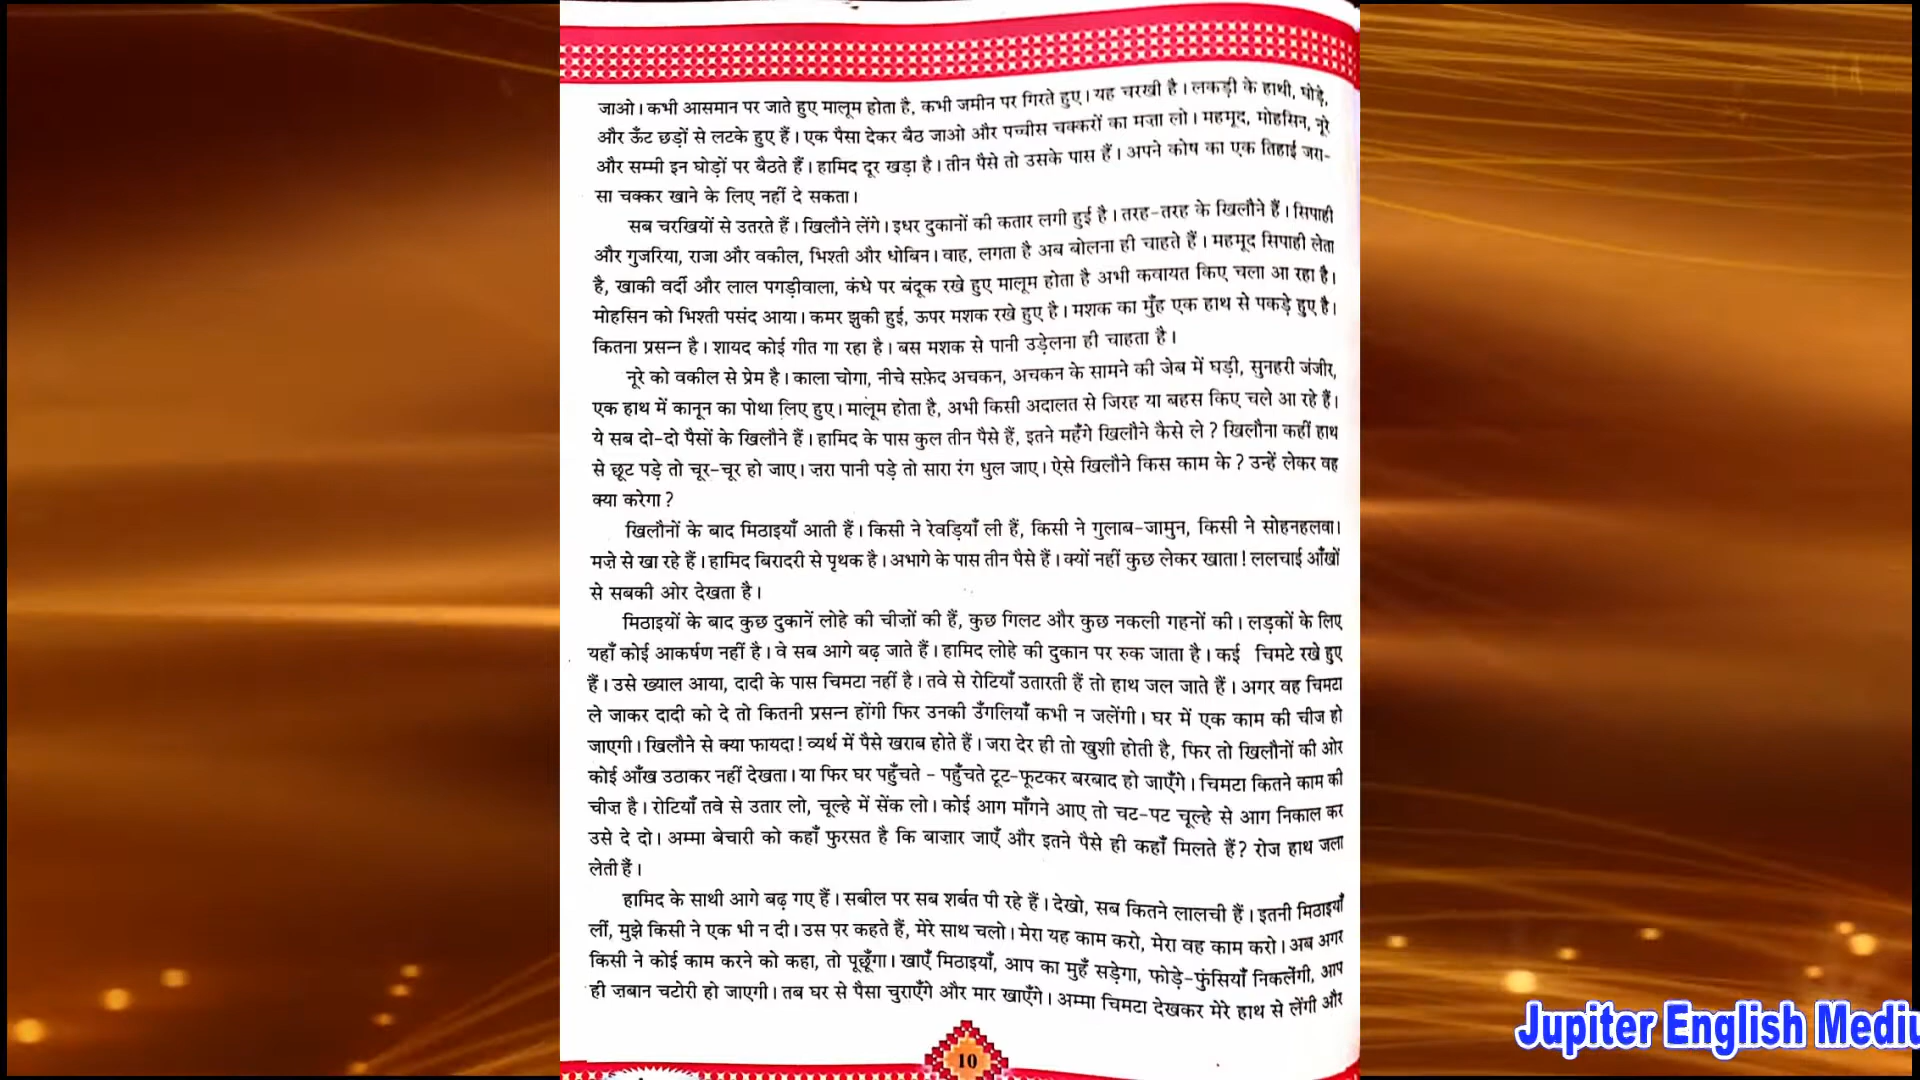 जाओ। कभी आसमान पर जाते हुए मालूम होता है, कभी जमीन पर गिरते हुए। यह चरखी है। लकड़ी के हाथी, घोड़े,
और ऊँट छड़ों से लटके हुए हैं। एक पैसा देकर बैठ जाओ और पच्चीस चक्करों का मज़ा लो। महमूद, मोहसिन, नूरे
और सम्मी इन घोड़ों पर बैठते हैं। हामिद दूर खड़ा है। तीन पैसे तो उसके पास हैं। अपने कोष का एक तिहाई जरा-
सा चक्कर खाने के लिए नहीं दे सकता।
सब चरखियों से उतरते हैं। खिलौने लेंगे। इधर दुकानों की कतार लगी हुई है। तरह-तरह के खिलौने हैं। सिपाही
और गुजरिया, राजा और वकील, भिश्ती और धोबिन। वाह, लगता है अब बोलना ही चाहते हैं। महमूद सिपाही लेता
है, खाकी वर्दी और लाल पगड़ीवाला, कंधे पर बंदूक रखे हुए मालूम होता है अभी कवायत किए चला आ रहा है।
मोहसिन को भिश्ती पसंद आया। कमर झुकी हुई, ऊपर मशक रखे हुए है। मशक का मुँह एक हाथ से पकड़े हुए है।
कितना प्रसन्न है। शायद कोई गीत गा रहा है। बस मशक से पानी उड़ेलना ही चाहता है।
नूरे को वकील से प्रेम है। काला चोगा, नीचे सफ़ेद अचकन, अचकन के सामने की जेब में घड़ी, सुनहरी जंजीर,
एक हाथ में कानून का पोथा लिए हुए। मालूम होता है, अभी किसी अदालत से जिरह या बहस किए चले आ रहे हैं।
ये सब दो-दो पैसों के खिलौने हैं। हामिद के पास कुल तीन पैसे हैं, इतने महँगे खिलौने कैसे ले ? खिलौना कहीं हाथ
से छूट पड़े तो चूर-चूर हो जाए। ज़रा पानी पड़े तो सारा रंग धुल जाए। ऐसे खिलौने किस काम के ? उन्हें लेकर वह
क्या करेगा ?
खिलौनों के बाद मिठाइयाँ आती हैं। किसी ने रेवड़ियाँ ली हैं, किसी ने गुलाब-जामुन, किसी ने सोहनहलवा।
मज़े से खा रहे हैं। हामिद बिरादरी से पृथक है। अभागे के पास तीन पैसे हैं। क्यों नहीं कुछ लेकर खाता ! ललचाई आँखों
से सबकी ओर देखता है।
मिठाइयों के बाद कुछ दुकानें लोहे की चीज़ों की हैं, कुछ गिलट और कुछ नकली गहनों की। लड़कों के लिए
यहाँ कोई आकर्षण नहीं है। वे सब आगे बढ़ जाते हैं। हामिद लोहे की दुकान पर रुक जाता है। कई चिमटे रखे हुए
हैं। उसे ख्याल आया, दादी के पास चिमटा नहीं है। तवे से रोटियाँ उतारती हैं तो हाथ जल जाते हैं। अगर वह चिमटा
ले जाकर दादी को दे तो कितनी प्रसन्न होंगी फिर उनकी उँगलियाँ कभी न जलेंगी। घर में एक काम की चीज हो
जाएगी। खिलौने से क्या फायदा ! व्यर्थ में पैसे खराब होते हैं। जरा देर ही तो खुशी होती है, फिर तो खिलौनों की ओर
कोई आँख उठाकर नहीं देखता। या फिर घर पहुँचते - पहुँचते टूट-फूटकर बरबाद हो जाएँगे। चिमटा कितने काम की
चीज़ है। रोटियाँ तवे से उतार लो, चूल्हे में सेंक लो। कोई आग माँगने आए तो चट-पट चूल्हे से आग निकाल कर
उसे दे दो। अम्मा बेचारी को कहाँ फुरसत है कि बाज़ार जाएँ और इतने पैसे ही कहाँ मिलते हैं? रोज हाथ जला
लेती हैं।
हामिद के साथी आगे बढ़ गए हैं। सबील पर सब शर्बत पी रहे हैं। देखो, सब कितने लालची हैं। इतनी मिठाइयाँ
लीं, मुझे किसी ने एक भी न दी। उस पर कहते हैं, मेरे साथ चलो। मेरा यह काम करो, मेरा वह काम करो। अब अगर
किसी ने कोई काम करने को कहा, तो पूछूँगा। खाएँ मिठाइयाँ, आप का मुहँ सड़ेगा, फोड़े-फुंसियाँ निकलेंगी, आप
ही ज़बान चटोरी हो जाएगी। तब घर से पैसा चुराएँगे और मार खाएँगे। अम्मा चिमटा देखकर मेरे हाथ से लेंगी और
10
Jupiter English Mediu